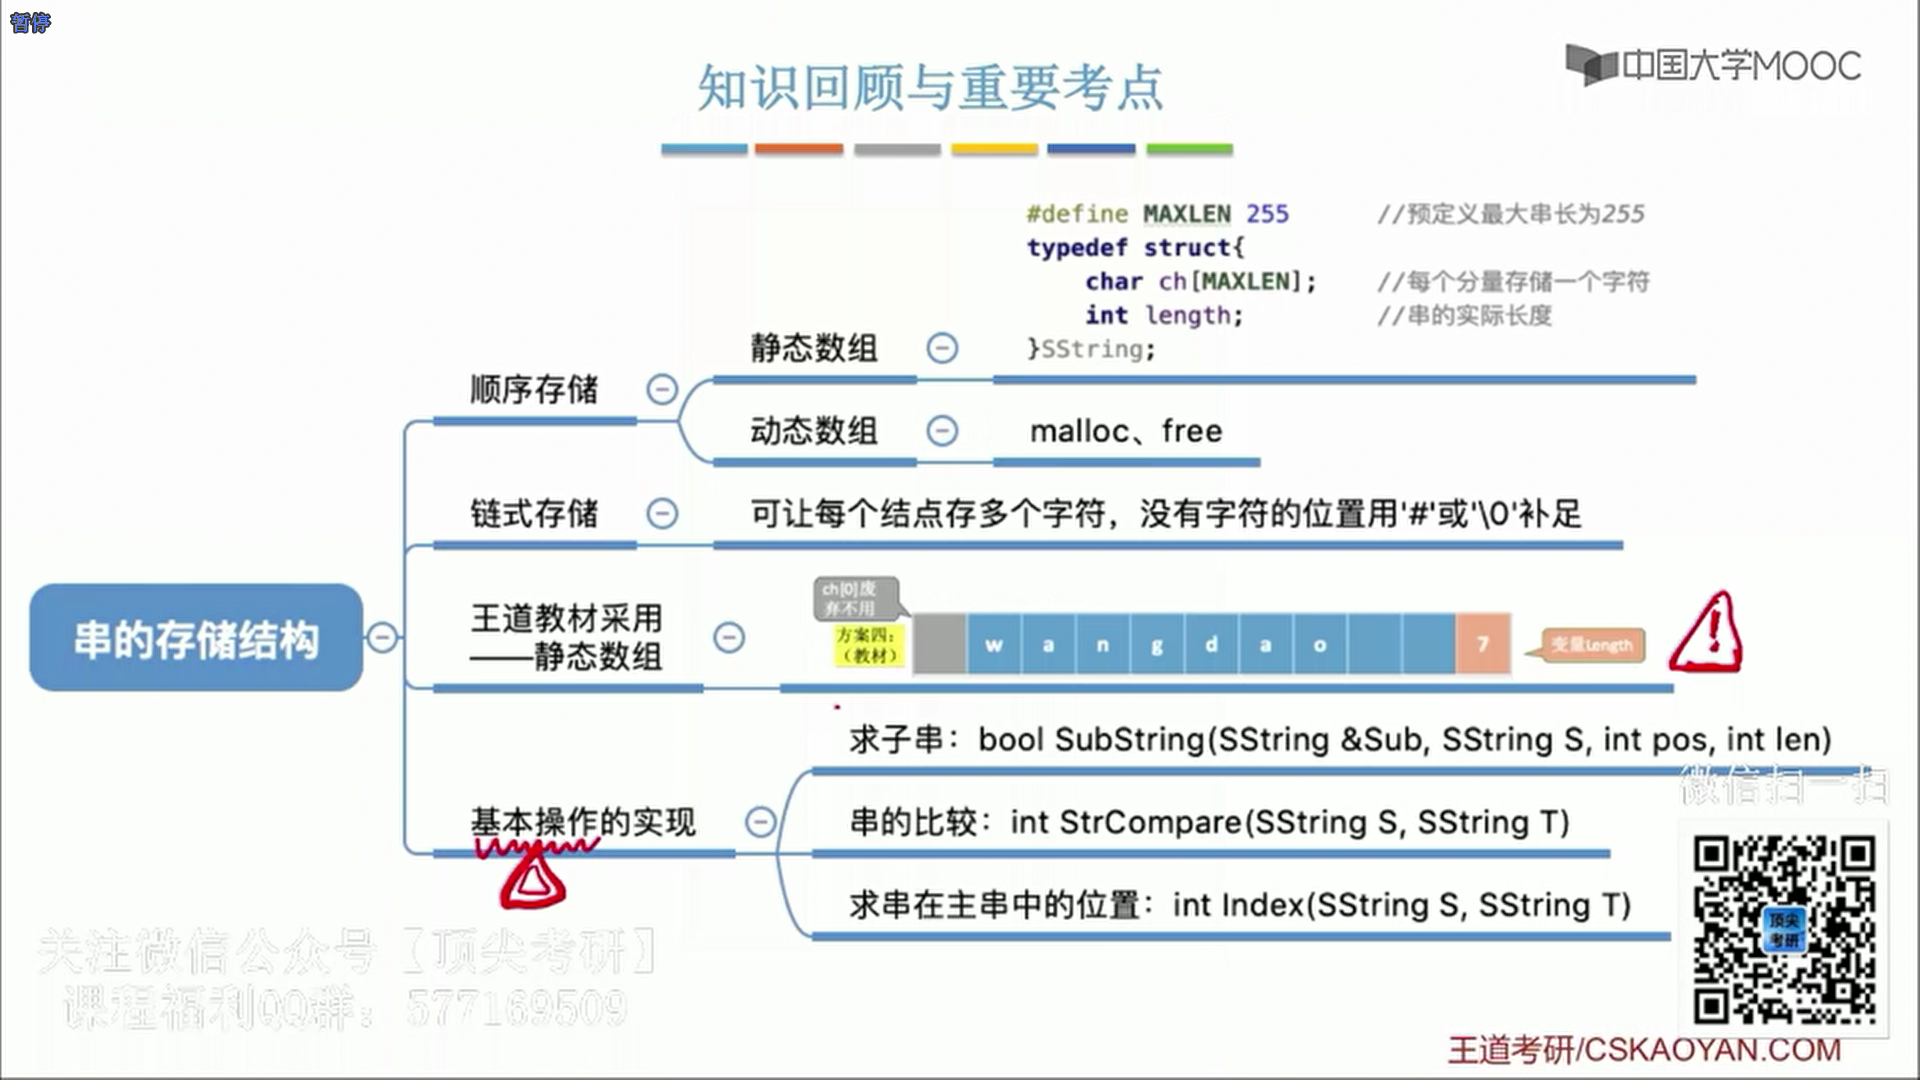 暂停
中国大学MOOC
知识回顾与重要考点
#define MAXLEN 255 //预定义最大串长为255
typedef struct{
char ch[MAXLEN]; //每个分量存储一个字符
int length; //串的实际长度
}SString;
静态数组
顺序存储
动态数组
malloc、free
链式存储
可让每个结点存多个字符，没有字符的位置用'#'或'\0'补足
串的存储结构
王道教材采用
——静态数组
ch[0]废
弃不用
方案四：
（教材）
w a n g d a o 7
变量Length
基本操作的实现
求子串：bool SubString(SString &Sub, SString S, int pos, int len)
串的比较：int StrCompare(SString S, SString T)
求串在主串中的位置：int Index(SString S, SString T)
微信扫一扫
顶尖
考研
关注微信公众号【顶尖考研】
课程福利QQ群：577169509
王道考研/CSKAOYAN.COM